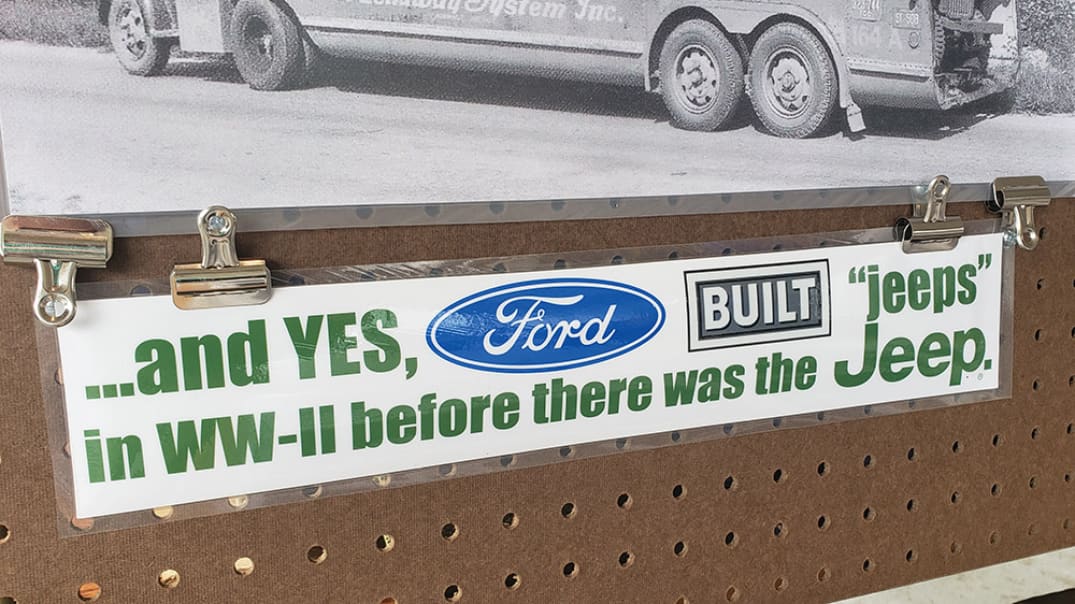 System Inc.
164 A
...and YES, Ford BUILT “jeeps”
in WW-II before there was the Jeep.®